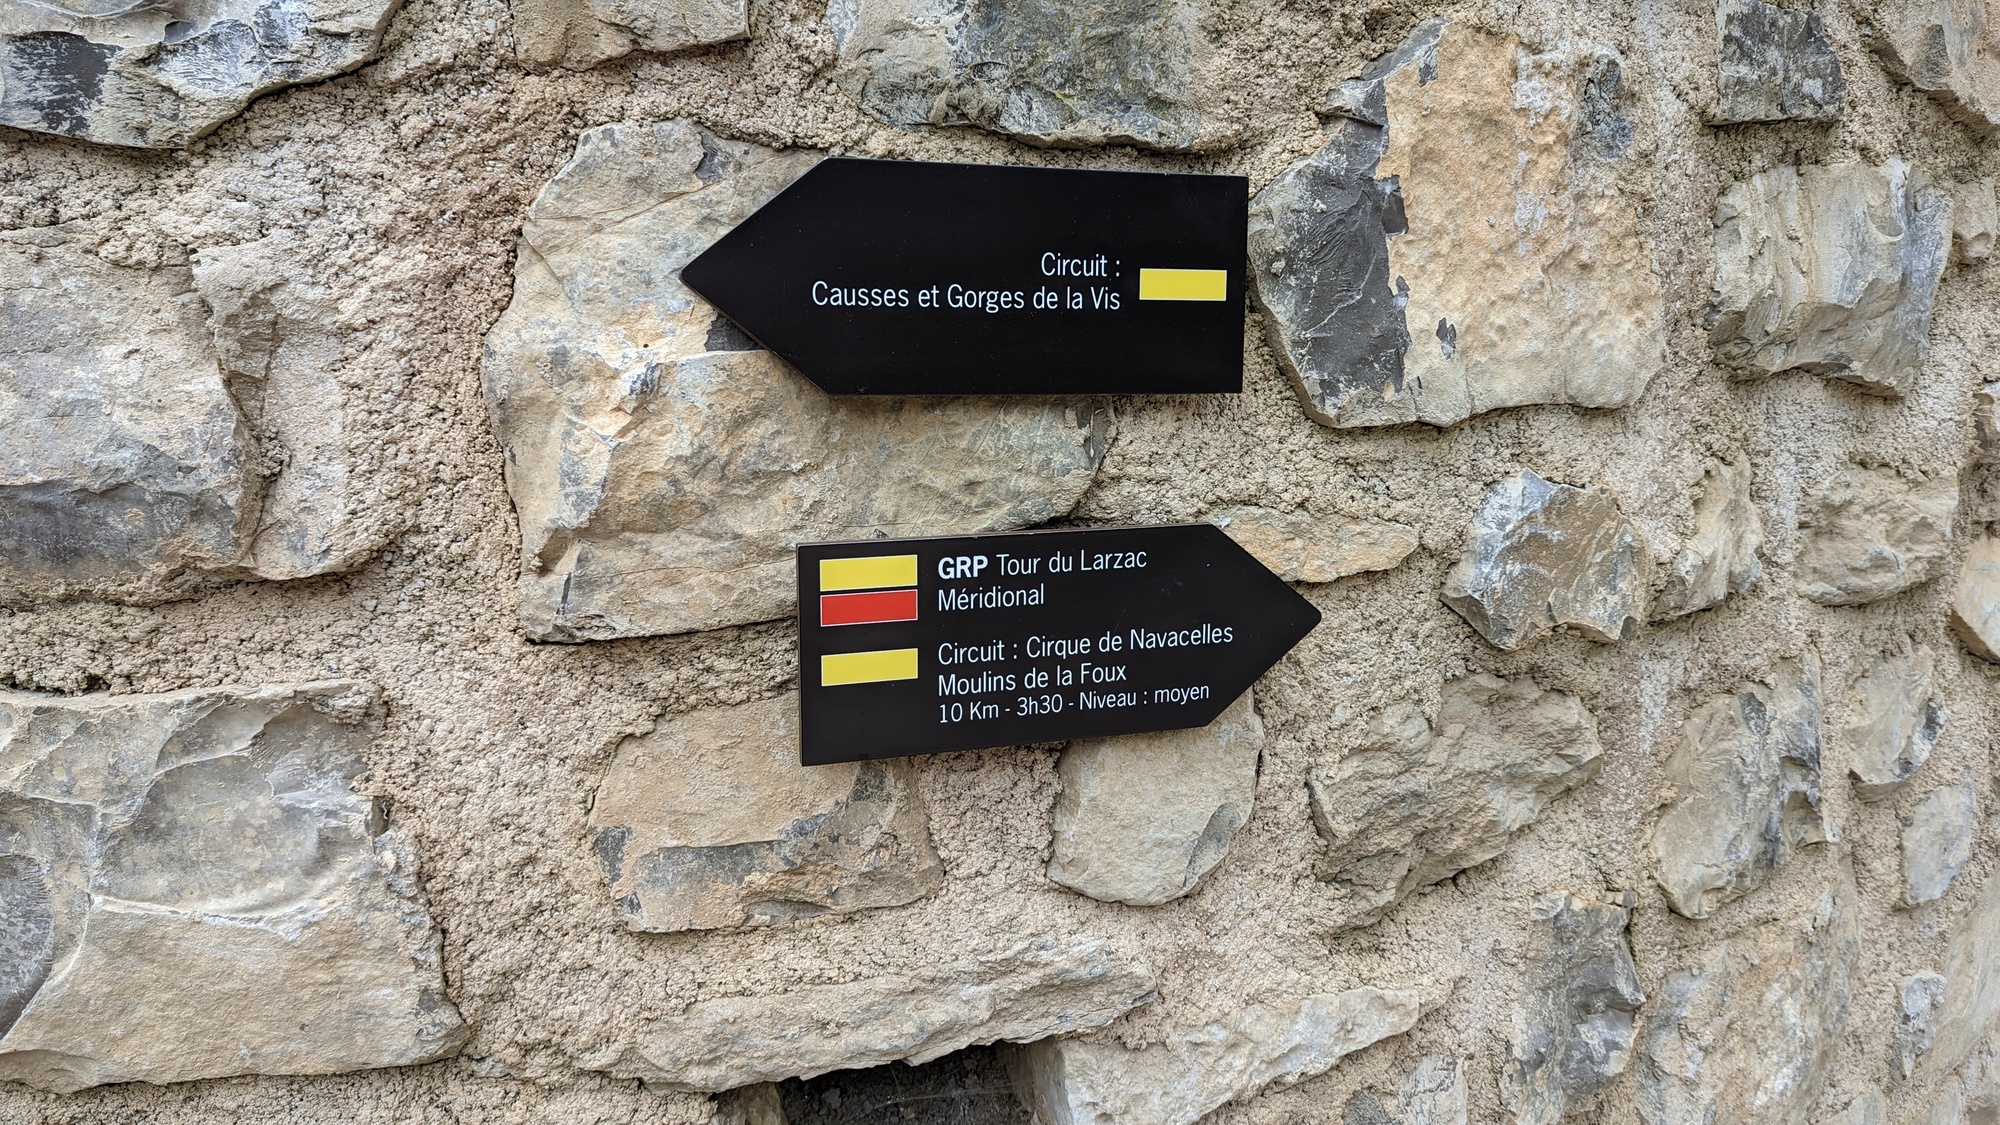 Circuit :
Causses et Gorges de la Vis
GRP Tour du Larzac
Méridional
Circuit : Cirque de Navacelles
Moulins de la Foux
10 Km - 3h30 - Niveau : moyen